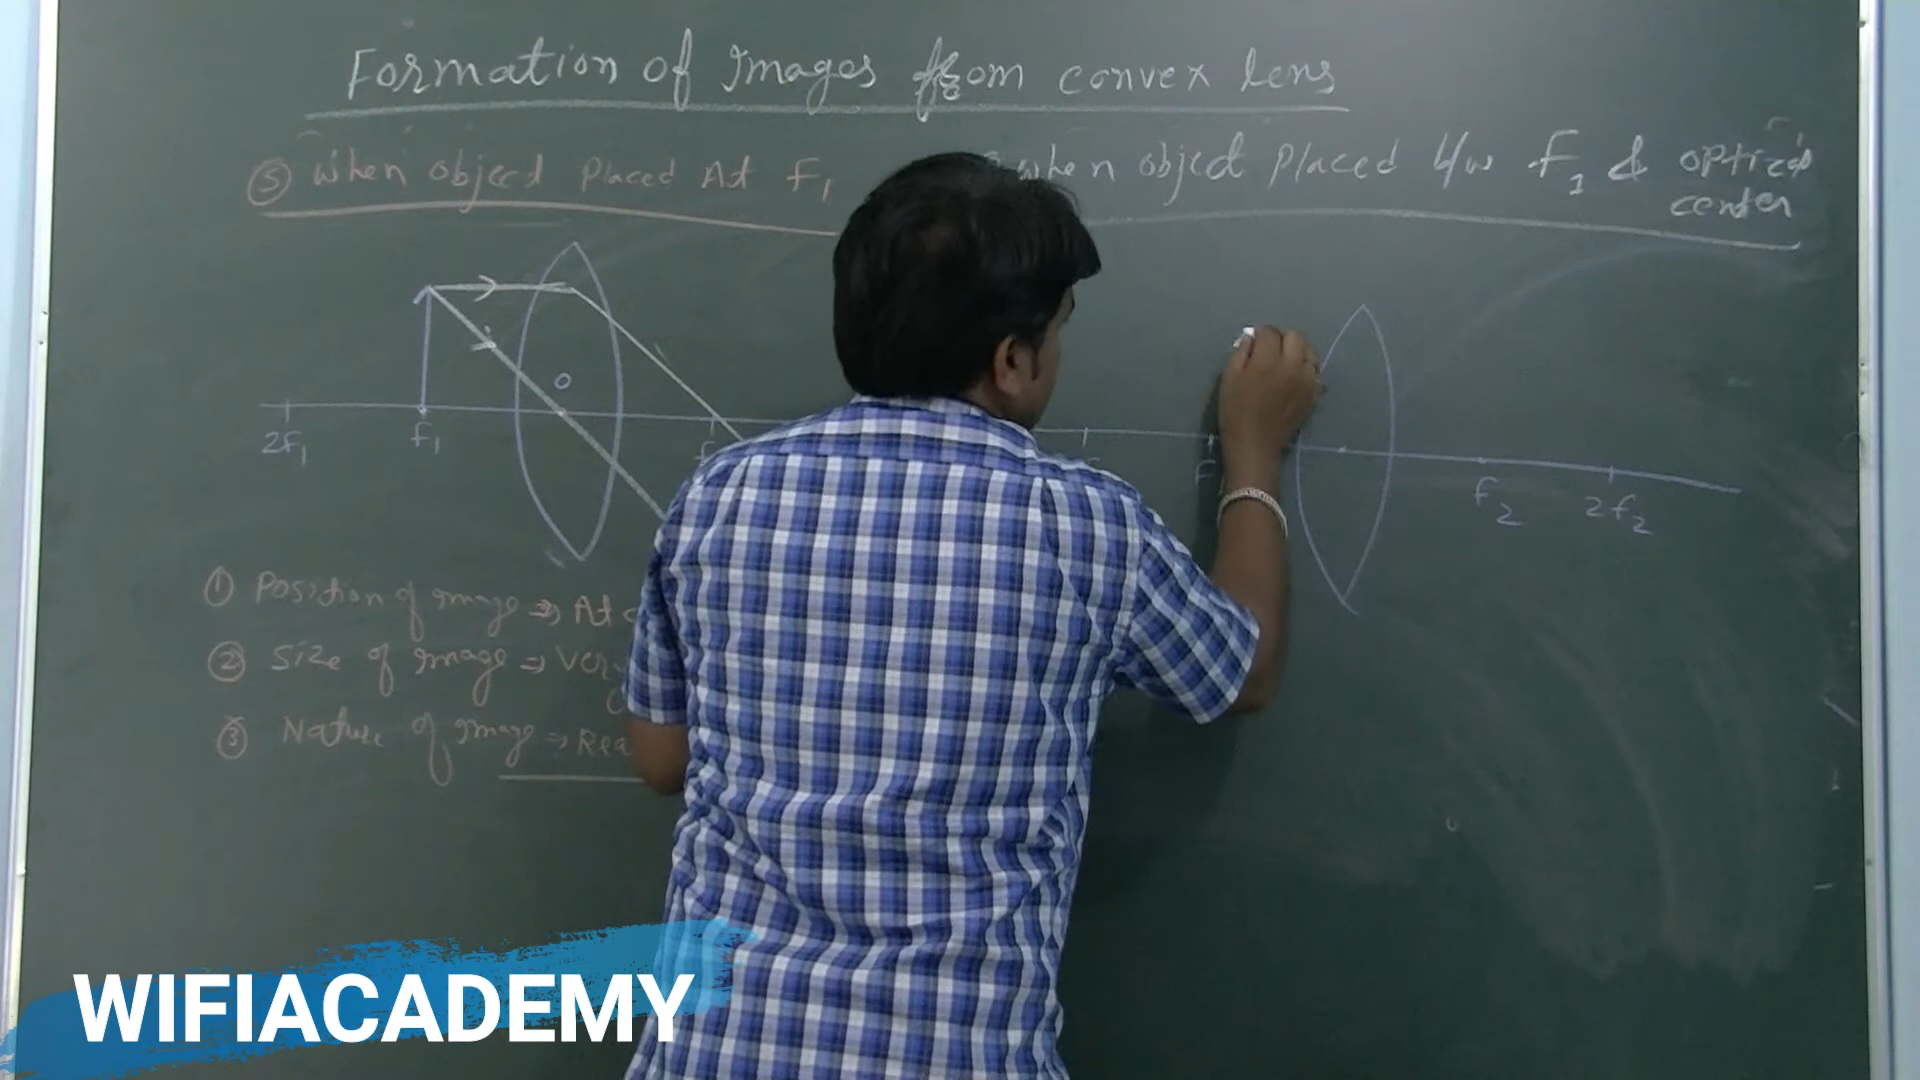 Formation of Images from convex lens
⑤ When object Placed At F₁
when object Placed b/w F₁ & optical
center
O
2F₁ F₁ F
F F₂ 2F₂
① Position of image ⇒ At
② Size of image ⇒ Very
③ Nature of image ⇒ Rea
WIFIACADEMY